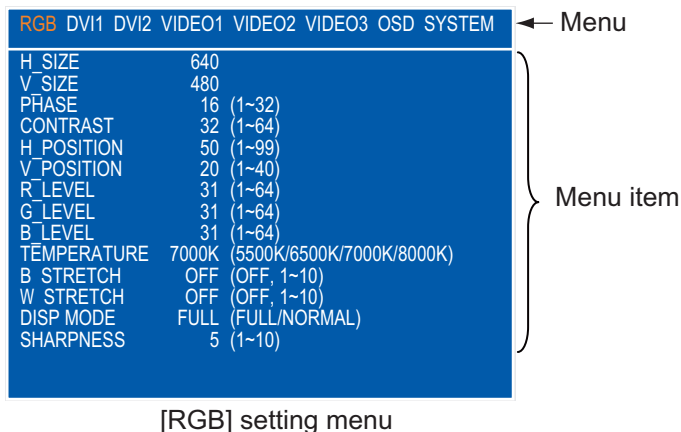 RGB DVI1 DVI2 VIDEO1 VIDEO2 VIDEO3 OSD SYSTEM
Menu
H_SIZE 640
V_SIZE 480
PHASE 16 (1~32)
CONTRAST 32 (1~64)
H_POSITION 50 (1~99)
V_POSITION 20 (1~40)
R_LEVEL 31 (1~64)
G_LEVEL 31 (1~64)
B_LEVEL 31 (1~64)
TEMPERATURE 7000K (5500K/6500K/7000K/8000K)
B STRETCH OFF (OFF, 1~10)
W STRETCH OFF (OFF, 1~10)
DISP MODE FULL (FULL/NORMAL)
SHARPNESS 5 (1~10)
Menu item
[RGB] setting menu